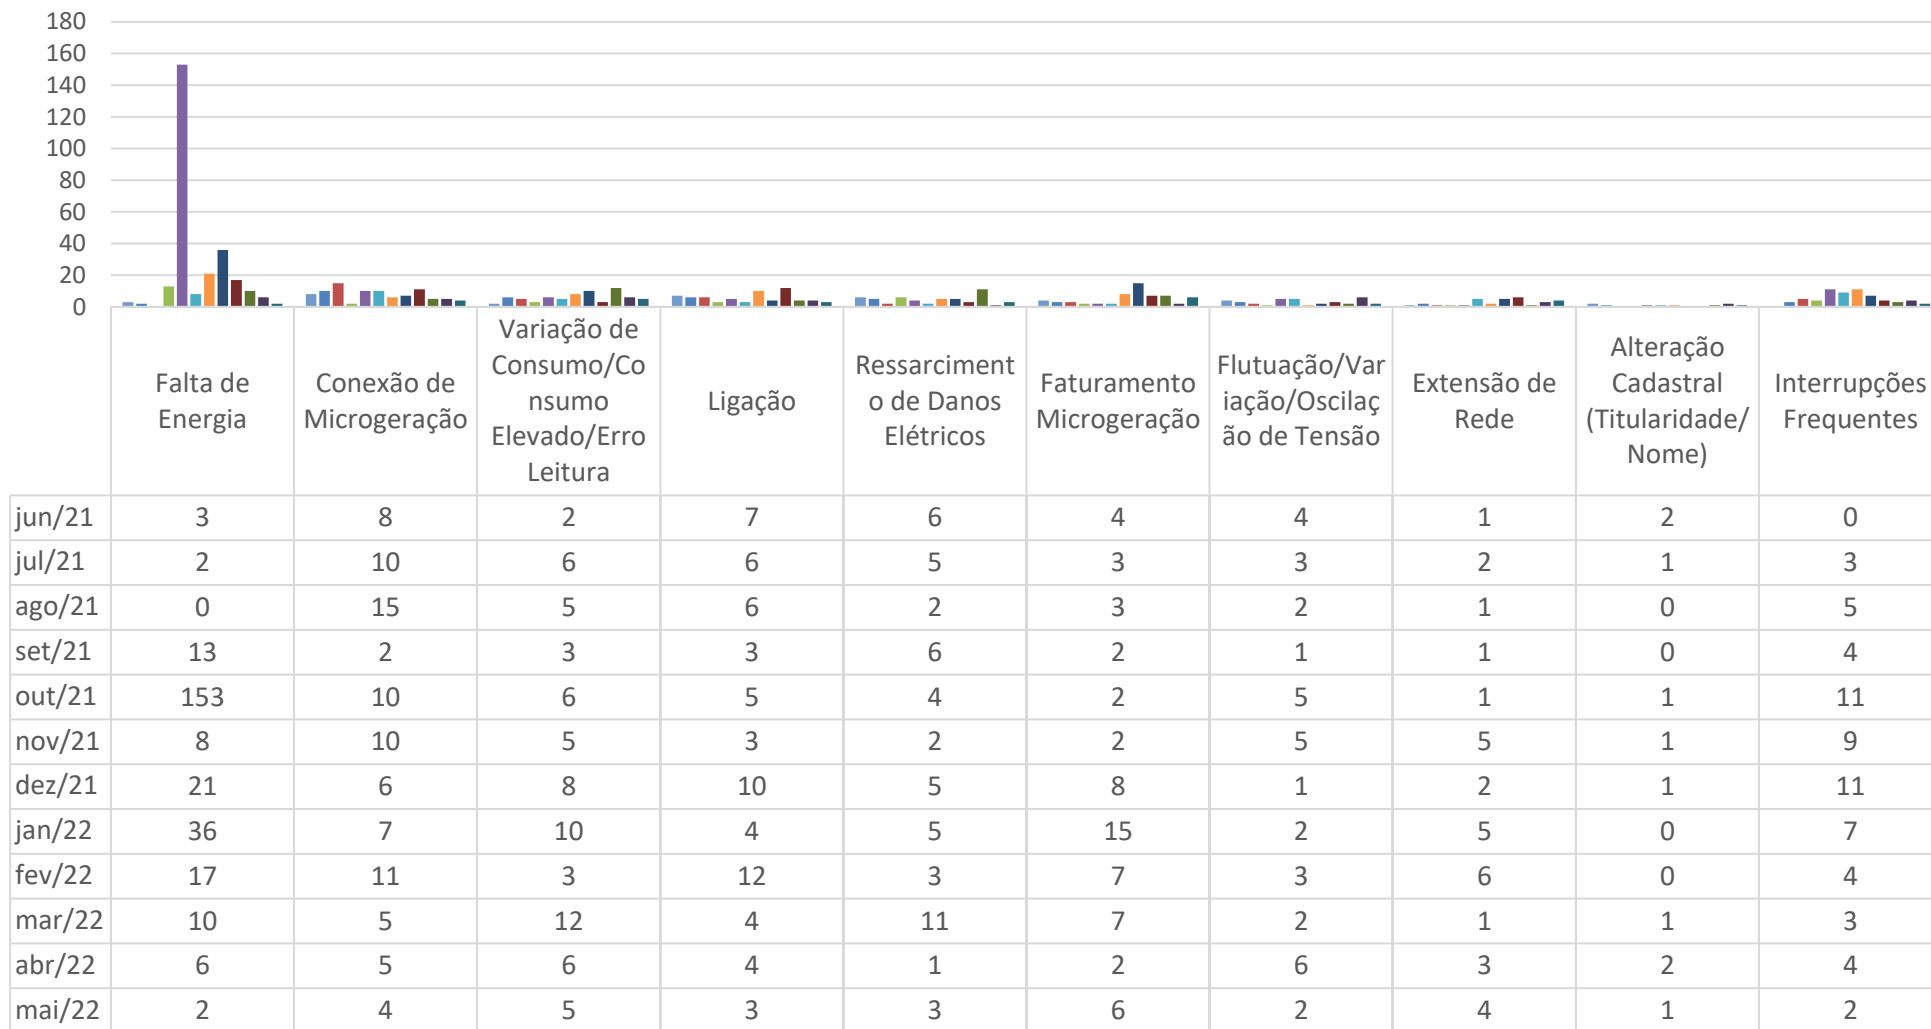 180
160
140
120
100
80
60
40
20
0
Falta de
Energia
Conexão de
Microgeração
Variação de
Consumo/Co
nsumo
Elevado/Erro
Leitura
Ligação
Ressarciment
o de Danos
Elétricos
Faturamento
Microgeração
Flutuação/Var
iação/Oscilaç
ão de Tensão
Extensão de
Rede
Alteração
Cadastral
(Titularidade/
Nome)
Interrupções
Frequentes
jun/21 3 8 2 7 6 4 4 1 2 0
jul/21 2 10 6 6 5 3 3 2 1 3
ago/21 0 15 5 6 2 3 2 1 0 5
set/21 13 2 3 3 6 2 1 1 0 4
out/21 153 10 6 5 4 2 5 1 1 11
nov/21 8 10 5 3 2 2 5 5 1 9
dez/21 21 6 8 10 5 8 1 2 1 11
jan/22 36 7 10 4 5 15 2 5 0 7
fev/22 17 11 3 12 3 7 3 6 0 4
mar/22 10 5 12 4 11 7 2 1 1 3
abr/22 6 5 6 4 1 2 6 3 2 4
mai/22 2 4 5 3 3 6 2 4 1 2